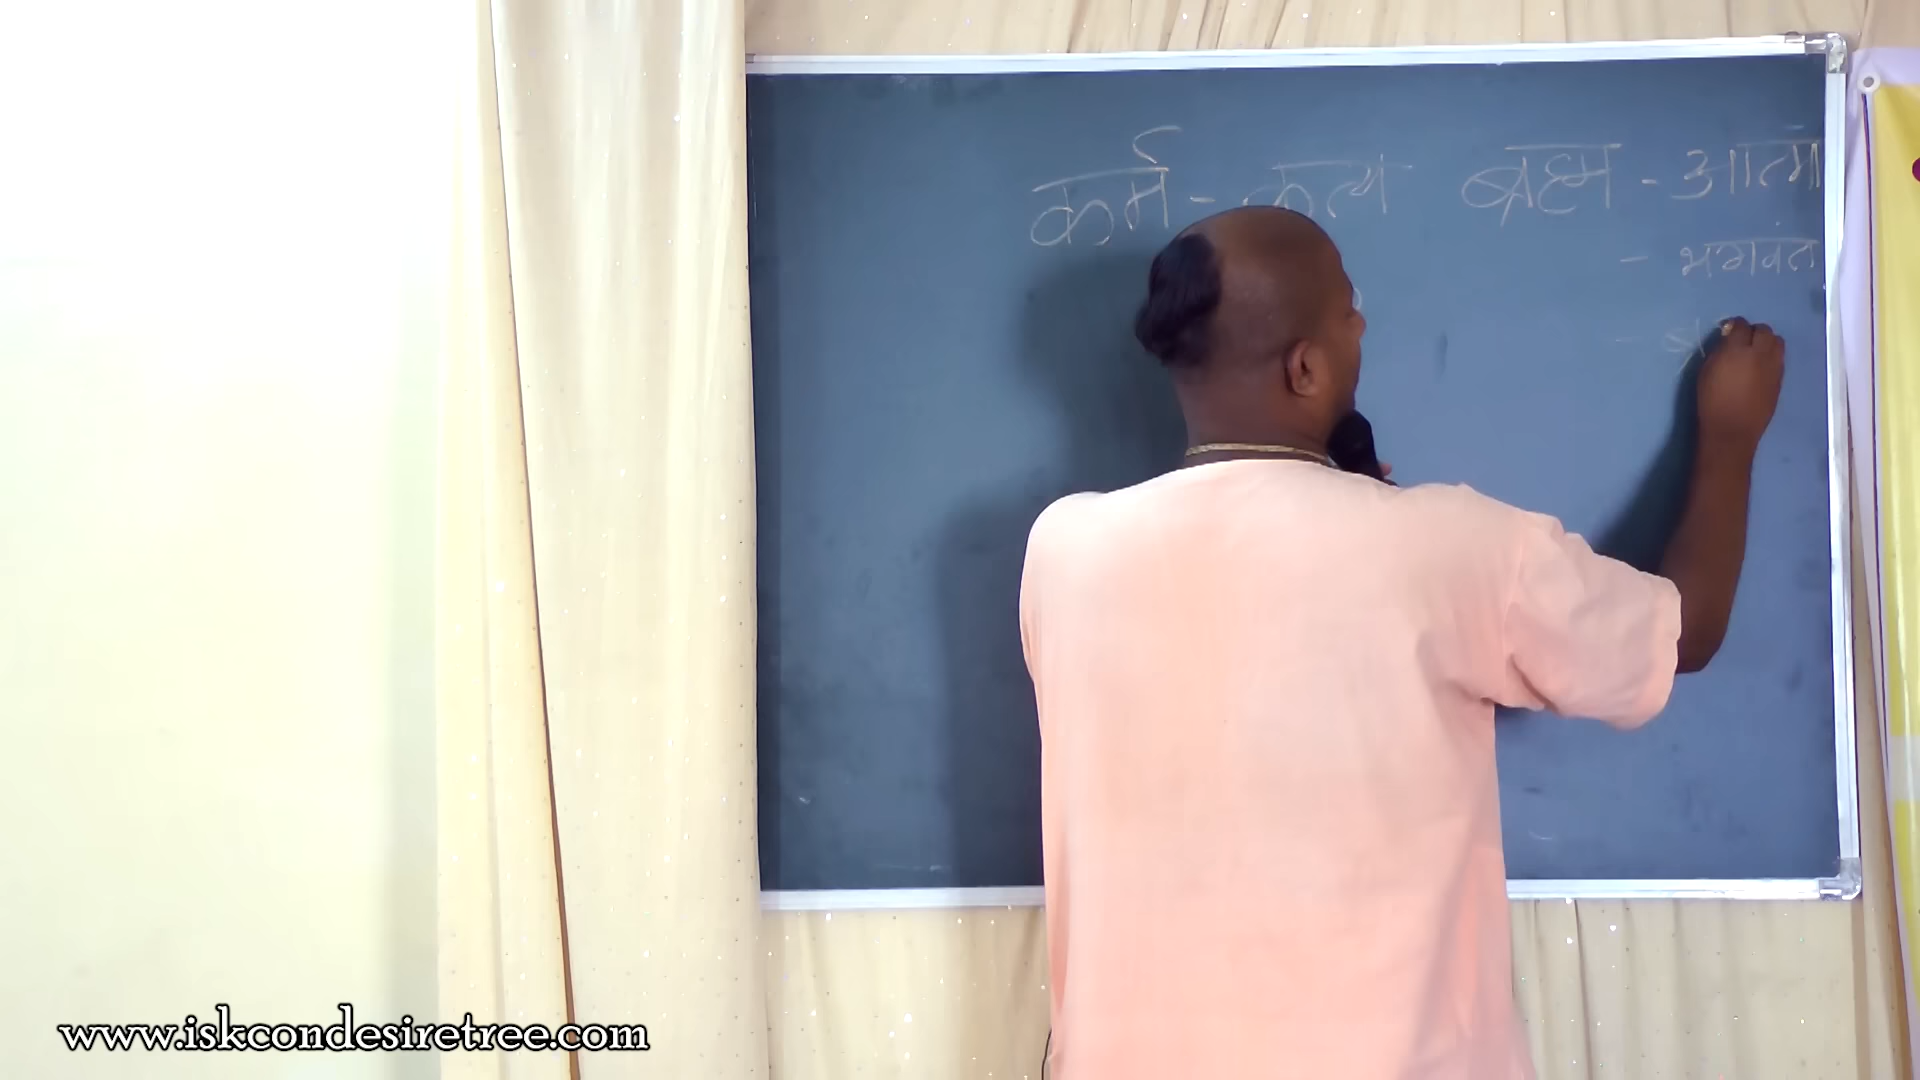 कर्म - कृत्य ब्रह्म - आत्मा
- भगवंत
www.iskcondesiretree.com